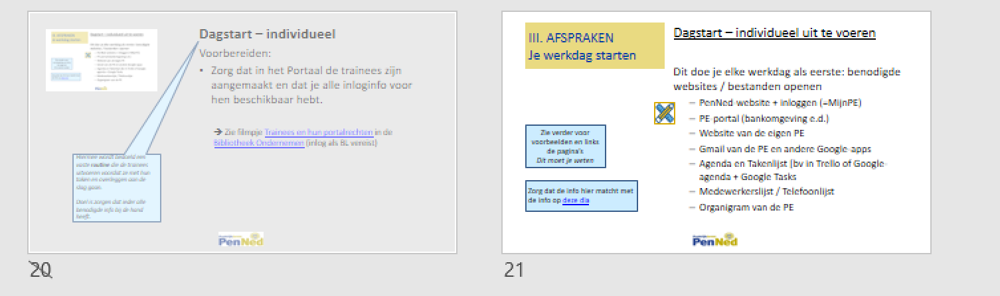 Dagstart – individueel
Voorbereiden:
• Zorg dat in het Portaal de trainees zijn
aangemaakt en dat je alle inloginfo voor
hen beschikbaar hebt.
→ Zie filmpje Trainees en hun portalrechten in de
Bibliotheek Ondernemen (inlog als BL vereist)
Hiermee wordt bedoeld een
vaste routine die de trainees
uitvoeren voordat ze met hun
taken en overleggen aan de
slag gaan.
Doel is zorgen dat ieder alle
benodigde info bij de hand
heeft.
PenNed
20
III. AFSPRAKEN
Je werkdag starten
Dagstart – individueel uit te voeren
Dit doe je elke werkdag als eerste: benodigde
websites / bestanden openen
– PenNed-website + inloggen (=MijnPE)
– PE-portal (bankomgeving e.d.)
– Website van de eigen PE
– Gmail van de PE en andere Google-apps
– Agenda en Takenlijst (bv in Trello of Google-
agenda + Google Tasks
– Medewerkerslijst / Telefoonlijst
– Organigram van de PE
Zie verder voor
voorbeelden en links
de pagina's
Dit moet je weten
Zorg dat de info hier matcht met
de info op deze dia
PenNed
21